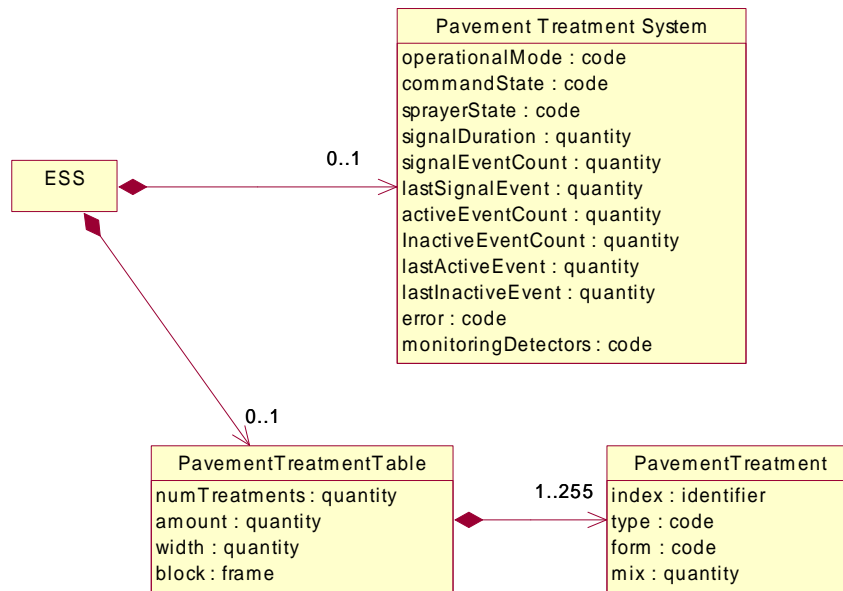 Pavement Treatment System
operationalMode : code
commandState : code
sprayerState : code
signalDuration : quantity
signalEventCount : quantity
lastSignalEvent : quantity
activeEventCount : quantity
InactiveEventCount : quantity
lastActiveEvent : quantity
lastInactiveEvent : quantity
error : code
monitoringDetectors : code
ESS
0..1
0..1
PavementTreatmentTable
numTreatments : quantity
amount : quantity
width : quantity
block : frame
1..255
PavementTreatment
index : identifier
type : code
form : code
mix : quantity